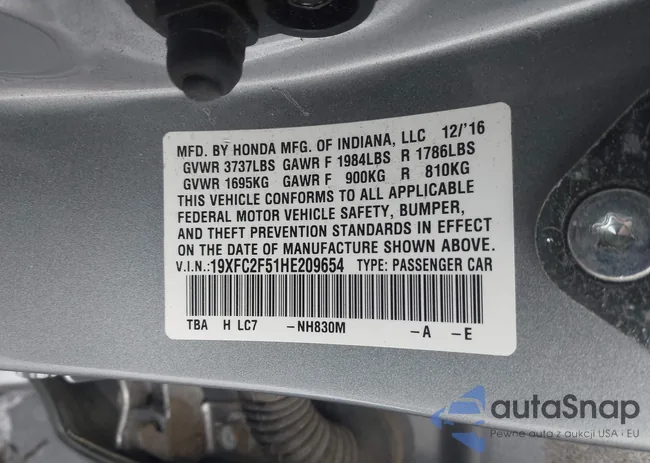 MFD. BY HONDA MFG. OF INDIANA, LLC 12/'16
GVWR 3737LBS GAWR F 1984LBS R 1786LBS
GVWR 1695KG GAWR F 900KG R 810KG
THIS VEHICLE CONFORMS TO ALL APPLICABLE
FEDERAL MOTOR VEHICLE SAFETY, BUMPER,
AND THEFT PREVENTION STANDARDS IN EFFECT
ON THE DATE OF MANUFACTURE SHOWN ABOVE.
V.I.N.:19XFC2F51HE209654 TYPE: PASSENGER CAR
TBA H LC7 -NH830M -A -E
autaSnap
Pewne auta z aukcji USA i EU